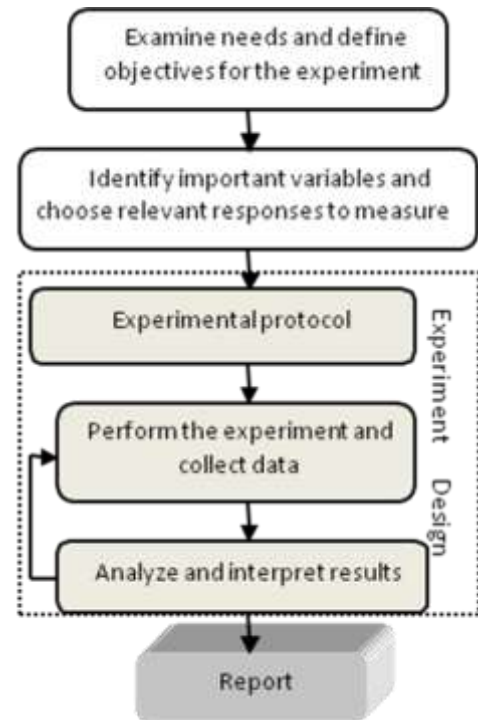 Examine needs and define
objectives for the experiment
Identify important variables and
choose relevant responses to measure
Experimental protocol
Perform the experiment and
collect data
Analyze and interpret results
Experiment Design
Report